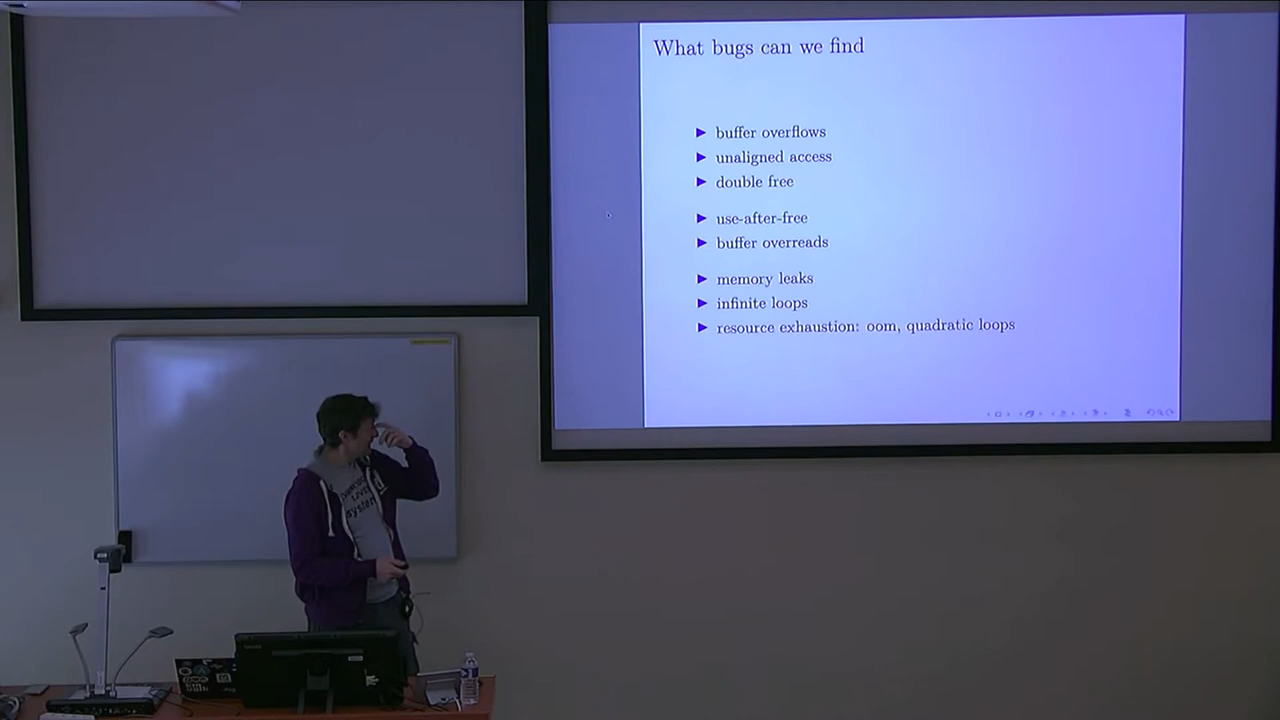 What bugs can we find
buffer overflows
unaligned access
double free
use-after-free
buffer overreads
memory leaks
infinite loops
resource exhaustion: oom, quadratic loops
system